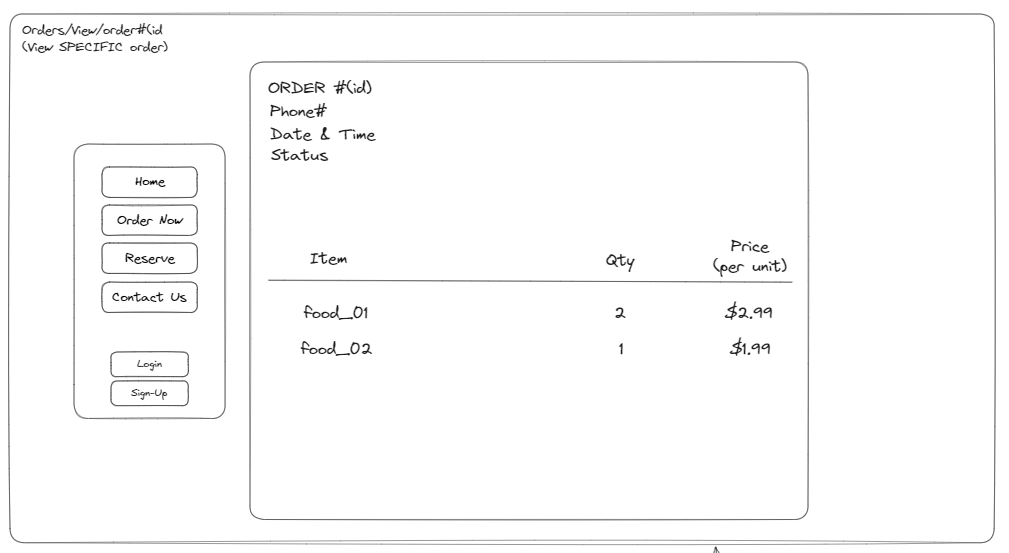 Orders/View/order#(id
(View SPECIFIC order)
Home
Order Now
Reserve
Contact Us
Login
Sign-Up
ORDER #(id)
Phone#
Date & Time
Status
Item Qty Price
(per unit)
food_01 2 $2.99
food_02 1 $1.99